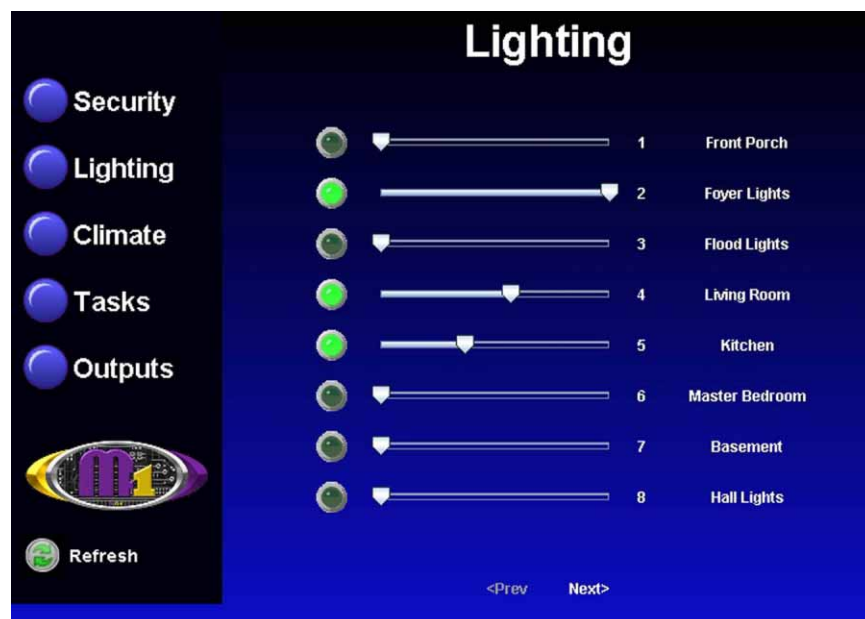 Lighting
Security
Lighting
Climate
Tasks
Outputs
M1
Refresh
1 Front Porch
2 Foyer Lights
3 Flood Lights
4 Living Room
5 Kitchen
6 Master Bedroom
7 Basement
8 Hall Lights
<Prev Next>